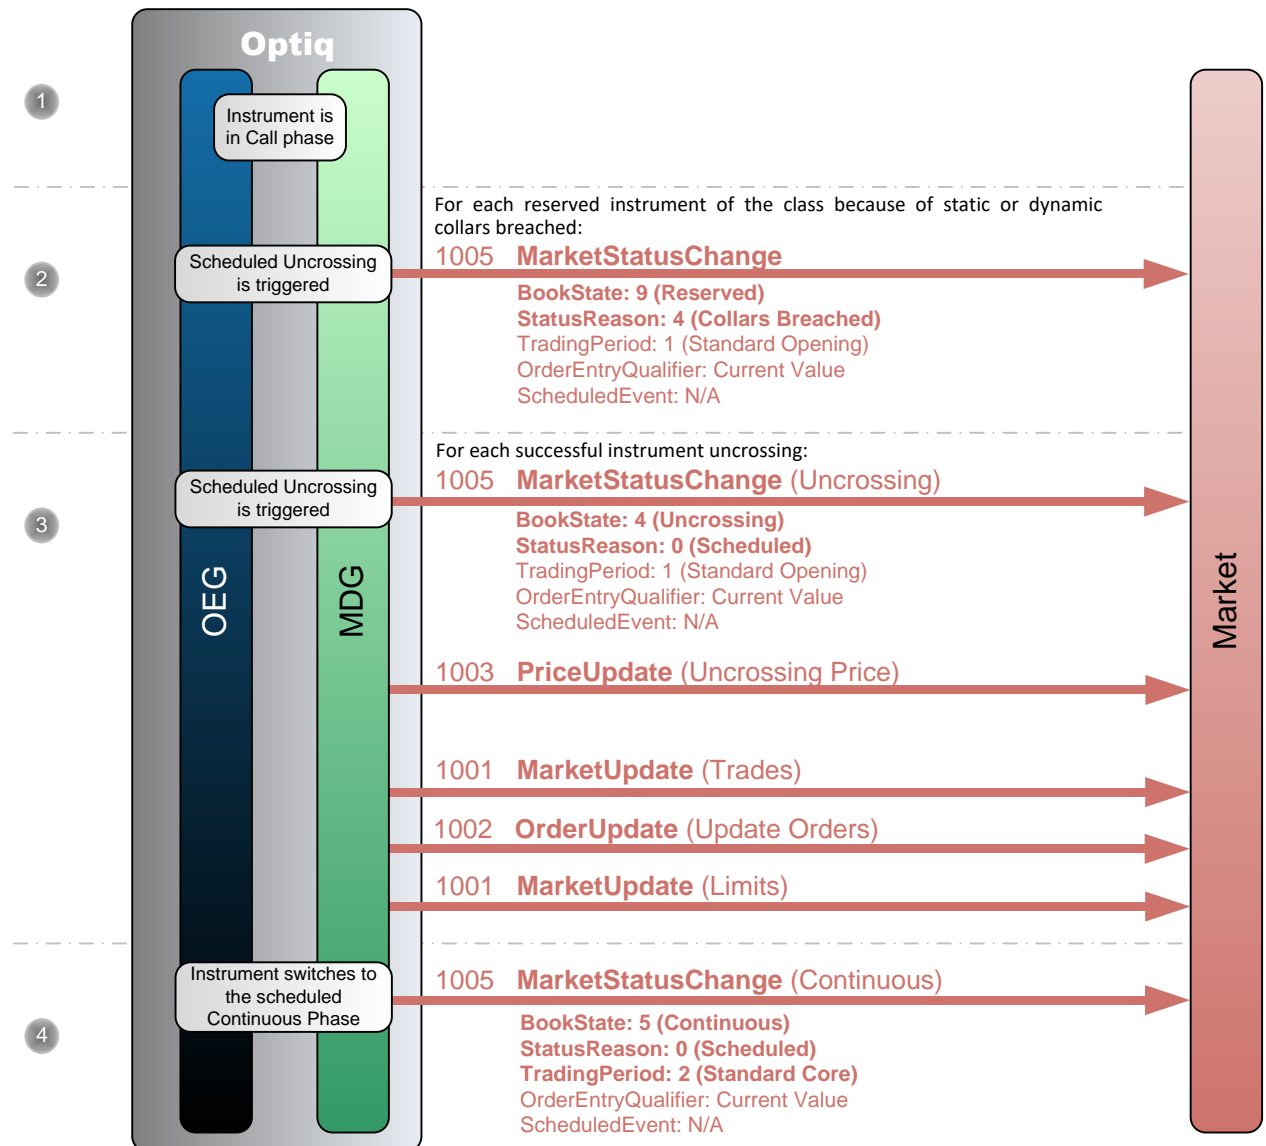 Optiq
1
Instrument is
in Call phase
For each reserved instrument of the class because of static or dynamic
collars breached:
2
Scheduled Uncrossing
is triggered
1005 MarketStatusChange
BookState: 9 (Reserved)
StatusReason: 4 (Collars Breached)
TradingPeriod: 1 (Standard Opening)
OrderEntryQualifier: Current Value
ScheduledEvent: N/A
For each successful instrument uncrossing:
3
Scheduled Uncrossing
is triggered
1005 MarketStatusChange (Uncrossing)
BookState: 4 (Uncrossing)
StatusReason: 0 (Scheduled)
TradingPeriod: 1 (Standard Opening)
OrderEntryQualifier: Current Value
ScheduledEvent: N/A
OEG
MDG
Market
1003 PriceUpdate (Uncrossing Price)
1001 MarketUpdate (Trades)
1002 OrderUpdate (Update Orders)
1001 MarketUpdate (Limits)
4
Instrument switches to
the scheduled
Continuous Phase
1005 MarketStatusChange (Continuous)
BookState: 5 (Continuous)
StatusReason: 0 (Scheduled)
TradingPeriod: 2 (Standard Core)
OrderEntryQualifier: Current Value
ScheduledEvent: N/A